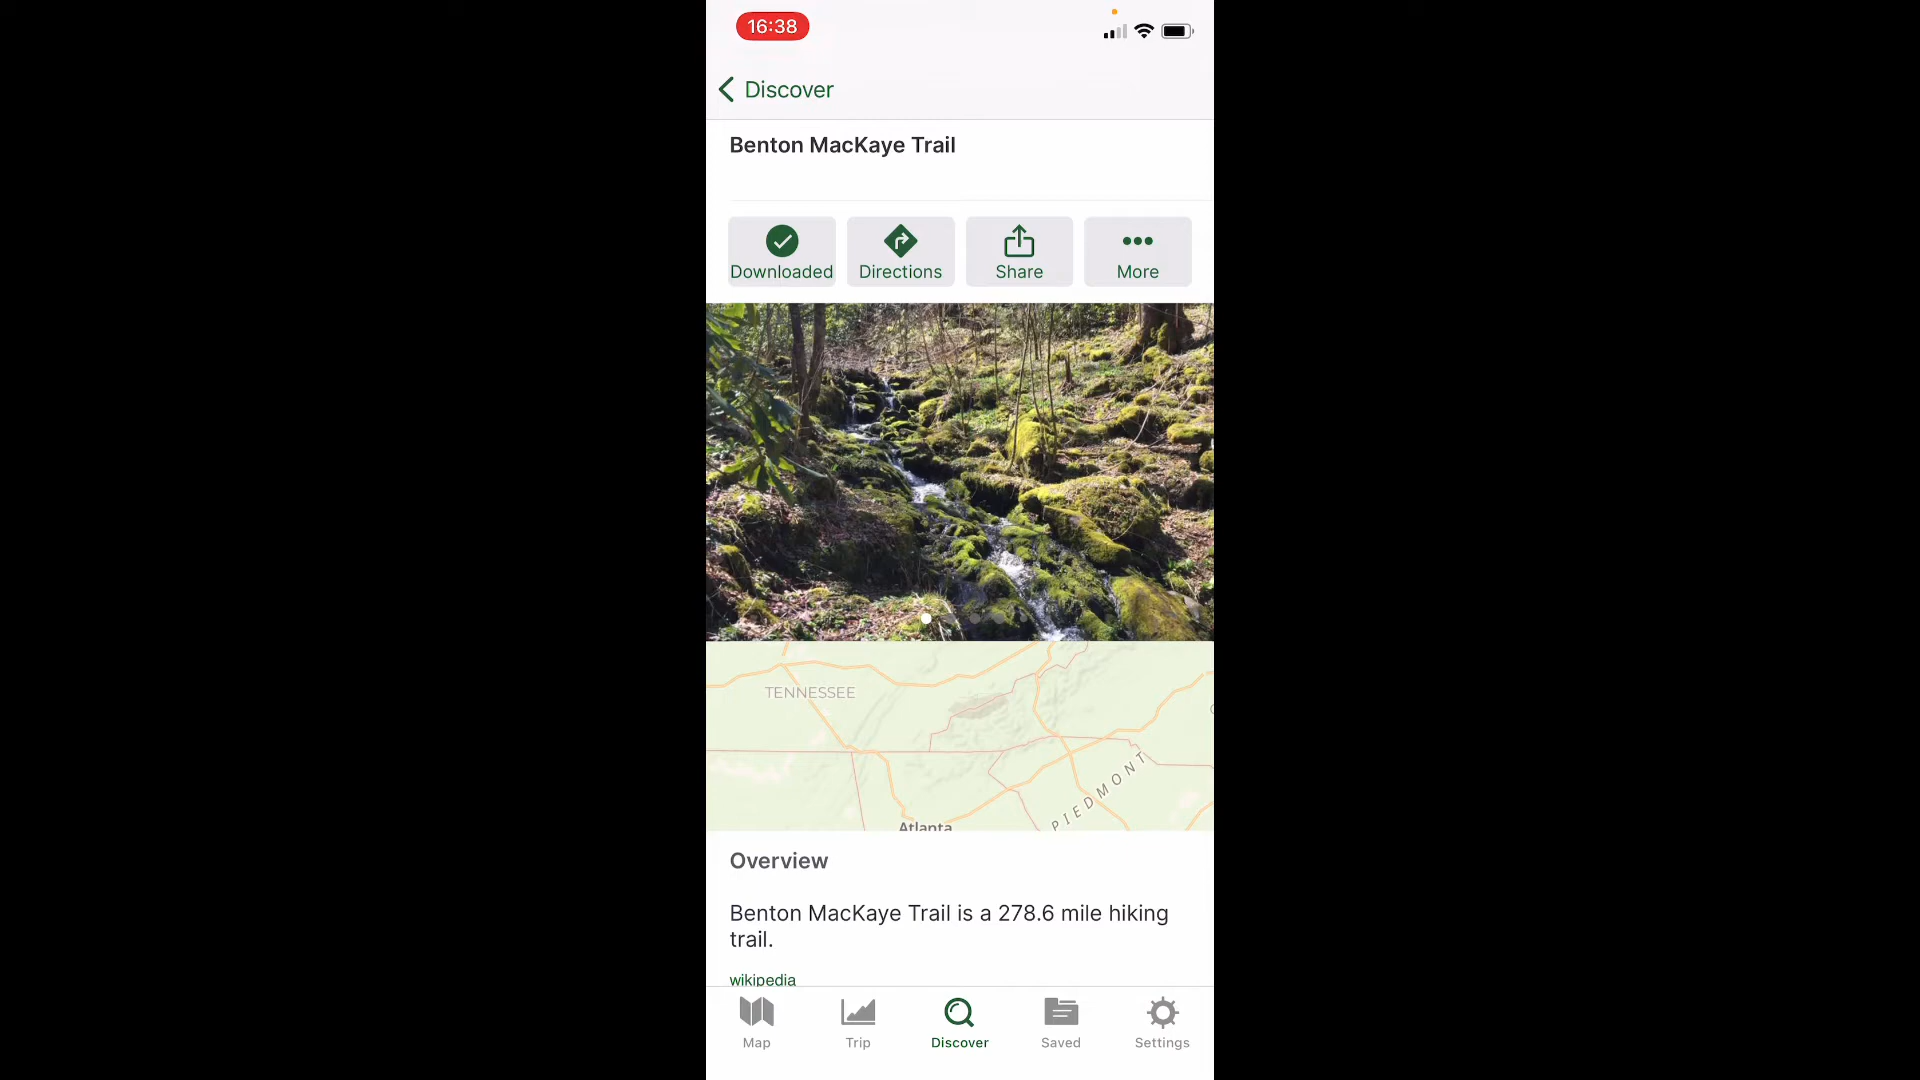 16:38
Discover
Benton MacKaye Trail
Downloaded
Directions
Share
More
TENNESSEE
PIEDMONT
Atlanta
Overview
Benton MacKaye Trail is a 278.6 mile hiking
trail.
wikipedia
Map
Trip
Discover
Saved
Settings